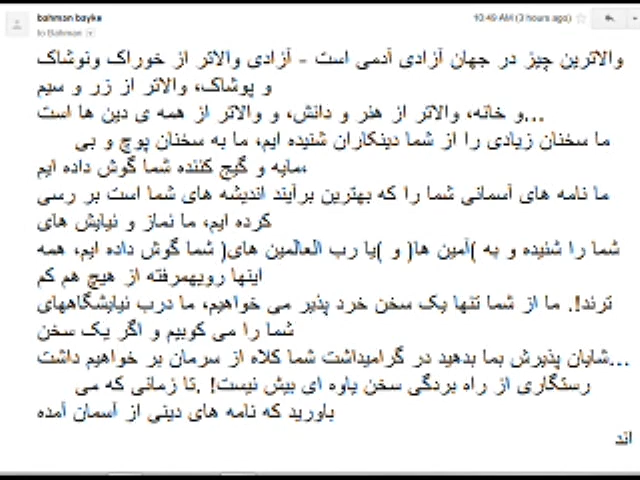 bahman bayke
10:49 AM (3 hours ago)
to Bahman
والاترین چیز در جهان آزادی آدمی است - آزادی والاتر از خوراک ونوشاک
و پوشاک، والاتر از زر و سیم
و خانه، والاتر از هنر و دانش، و والاتر از همه ی دین ها است...
ما سخنان زیادی را از شما دینکاران شنیده ایم، ما به سخنان پوچ و بی
مایه و گیج کننده شما گوش داده ایم،
ما نامه های آسمانی شما را که بهترین برآیند اندیشه های شما است بر رسی
کرده ایم، ما نماز و نیایش های
شما را شنیده و به )آمین ها( و )یا رب العالمین های( شما گوش داده ایم، همه
اینها رویهمرفته از هیچ هم کم
ترند!. ما از شما تنها یک سخن خرد پذیر می خواهیم، ما درب نیایشگاههای
شما را می کوبیم و اگر یک سخن
شایان پذیرش بما بدهید در گرامیداشت شما کلاه از سرمان بر خواهیم داشت...
رستگاری از راه بردگی سخن یاوه ای بیش نیست! .تا زمانی که می
باورید که نامه های دینی از آسمان آمده
اند